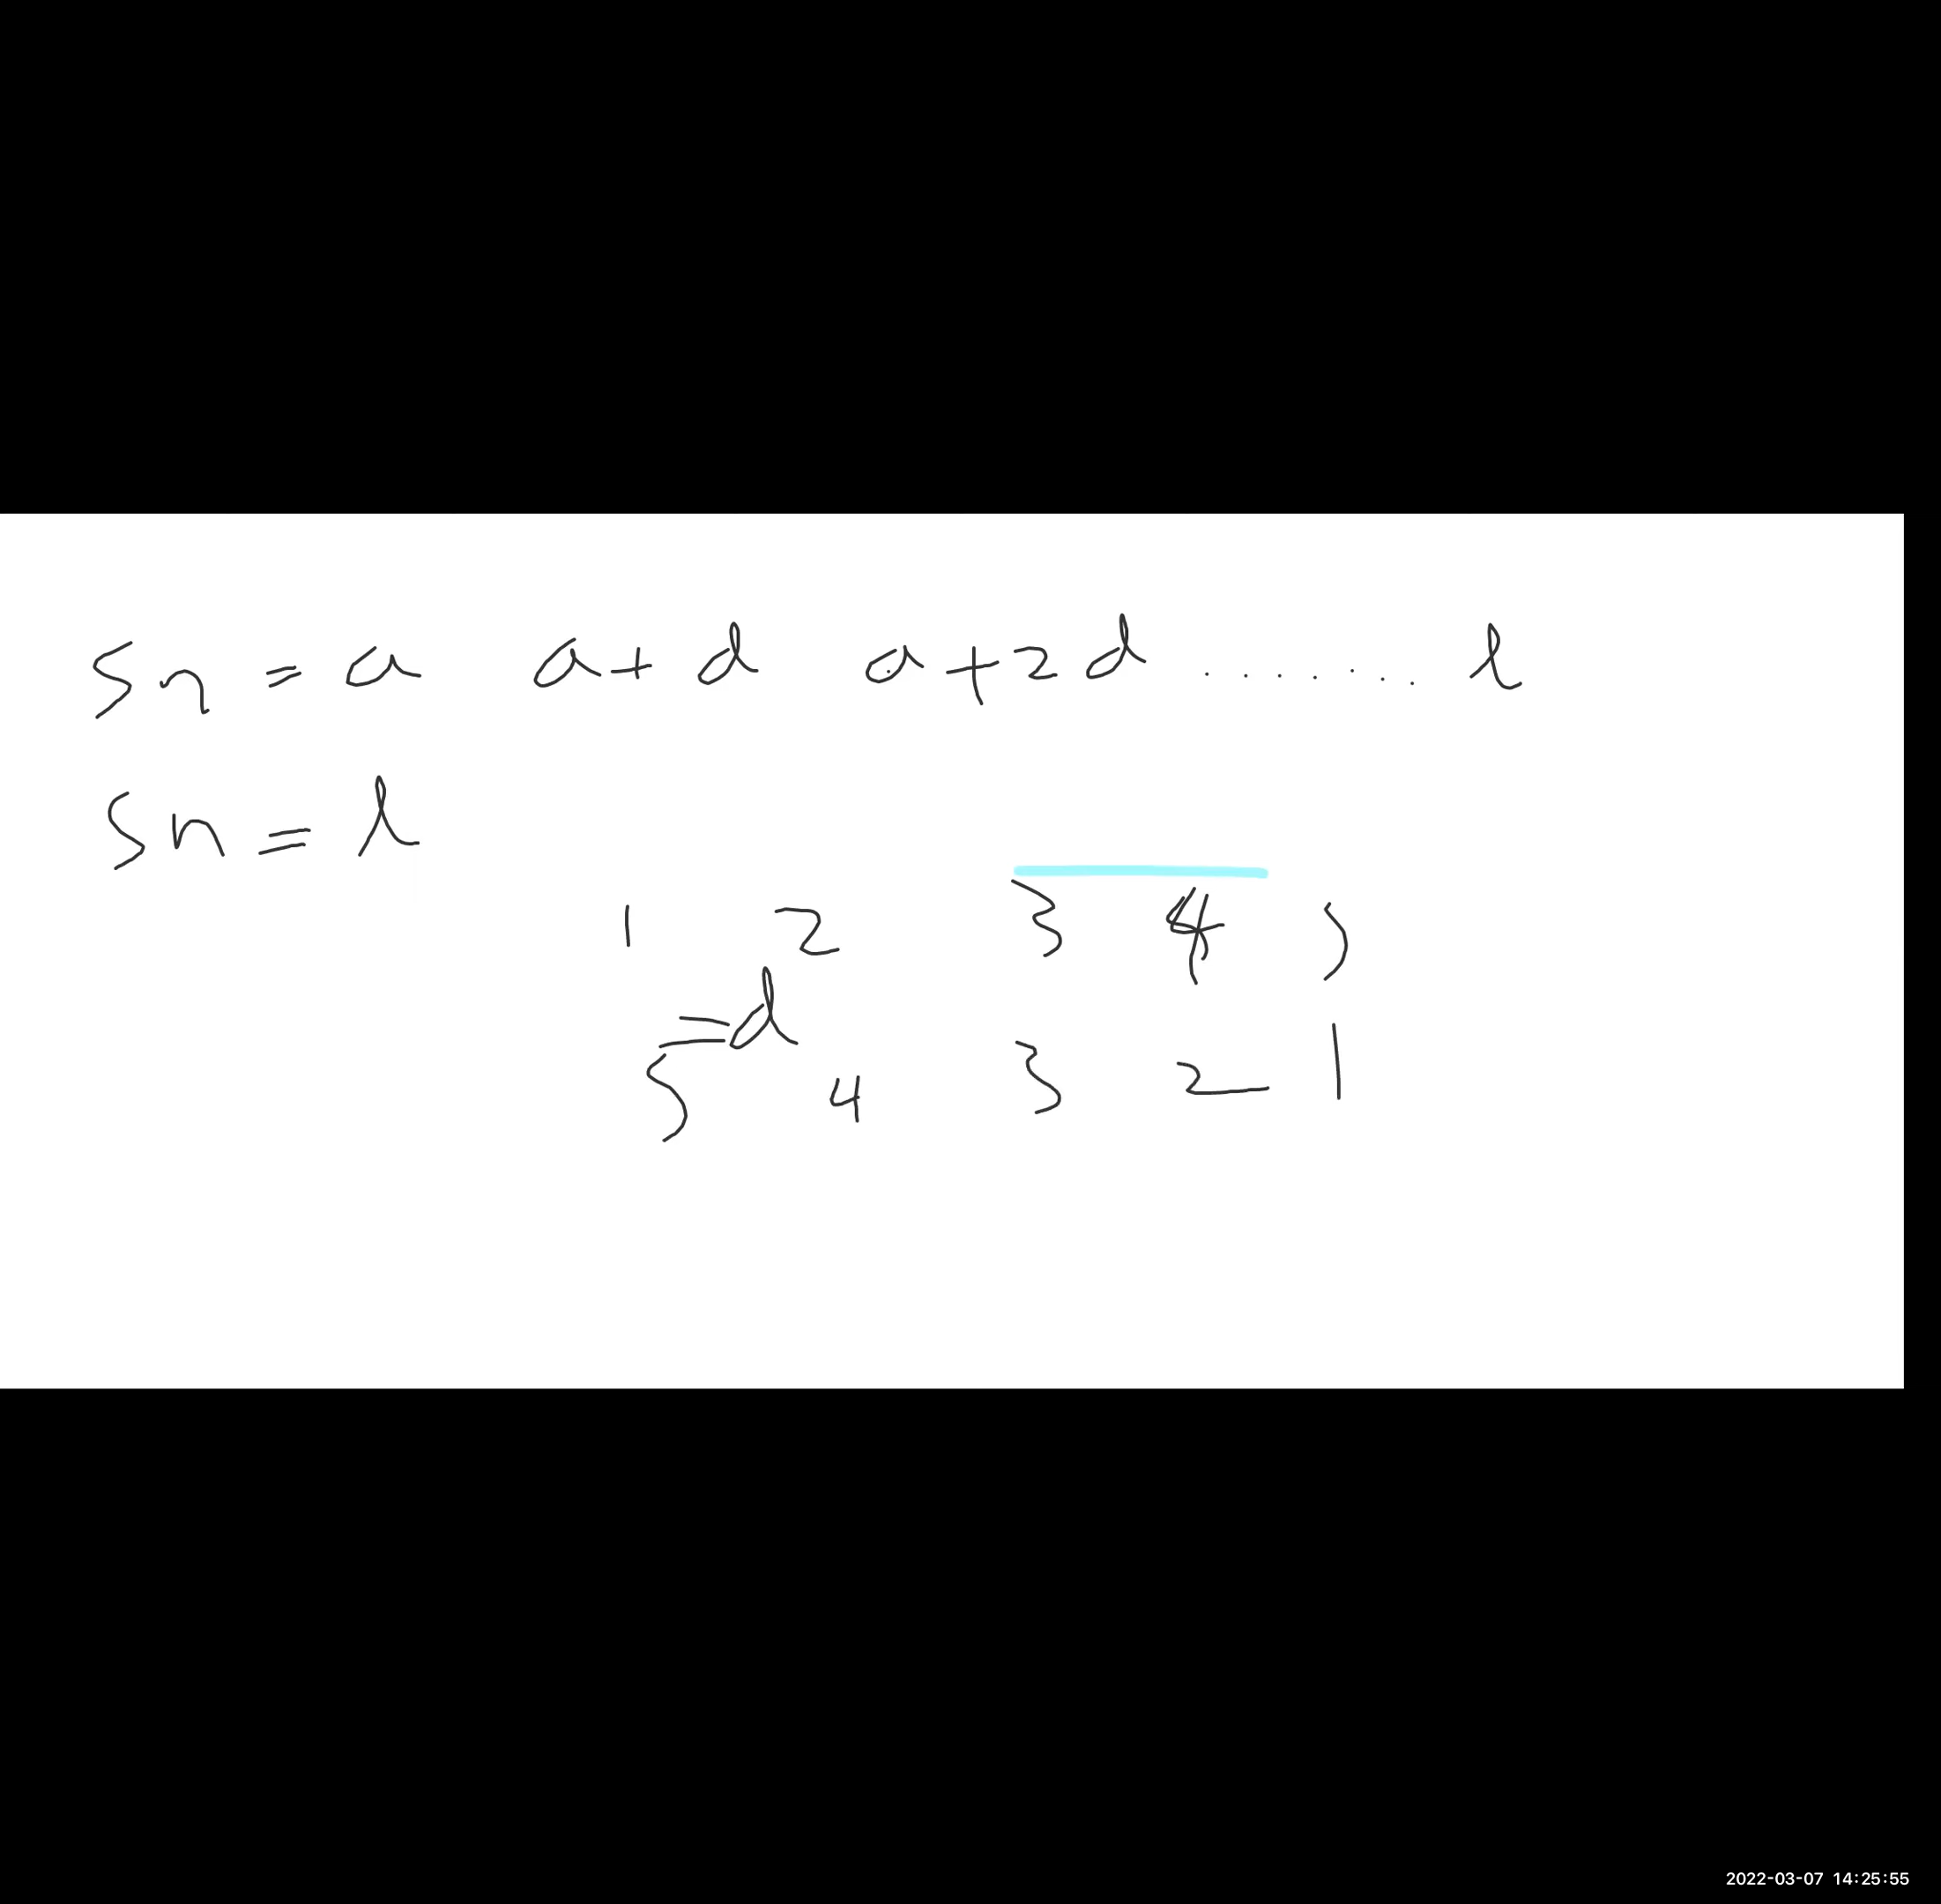 Sn = a a+d a+2d ....... l
Sn = l
1 2 3 4 5
=d
5 4 3 2 1
2022-03-07 14:25:55